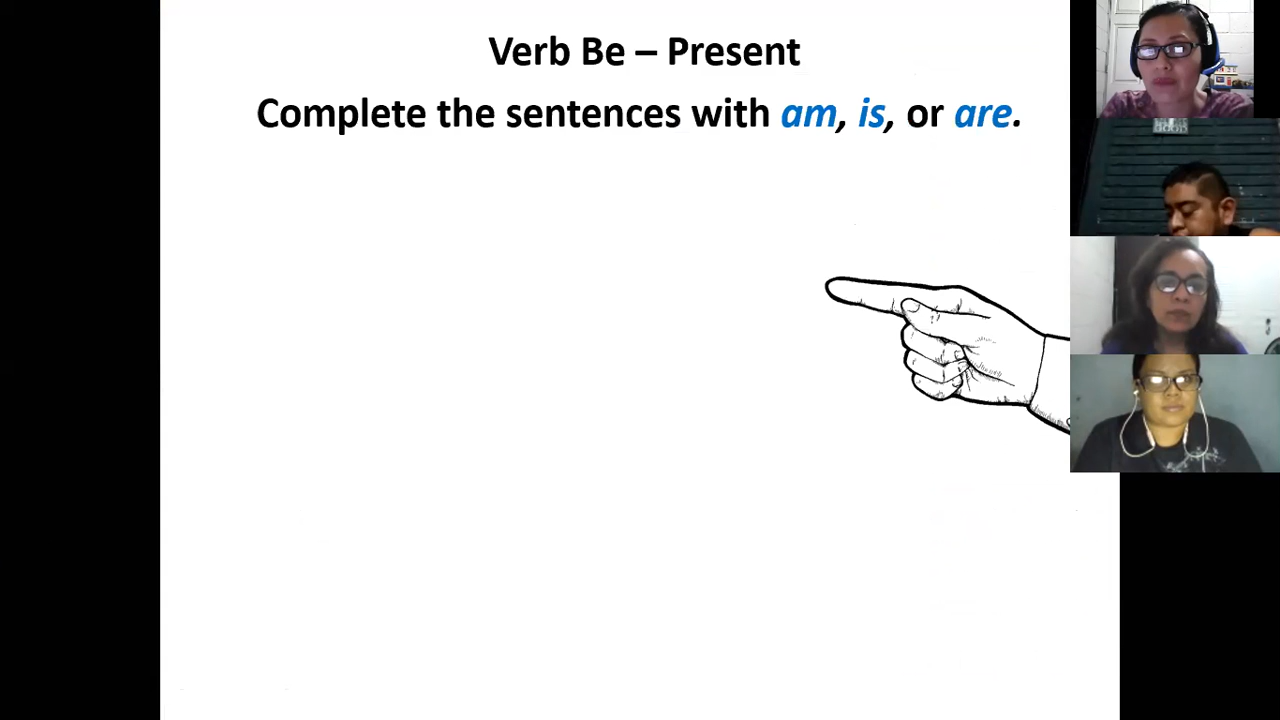 Verb Be – Present
Complete the sentences with am, is, or are.